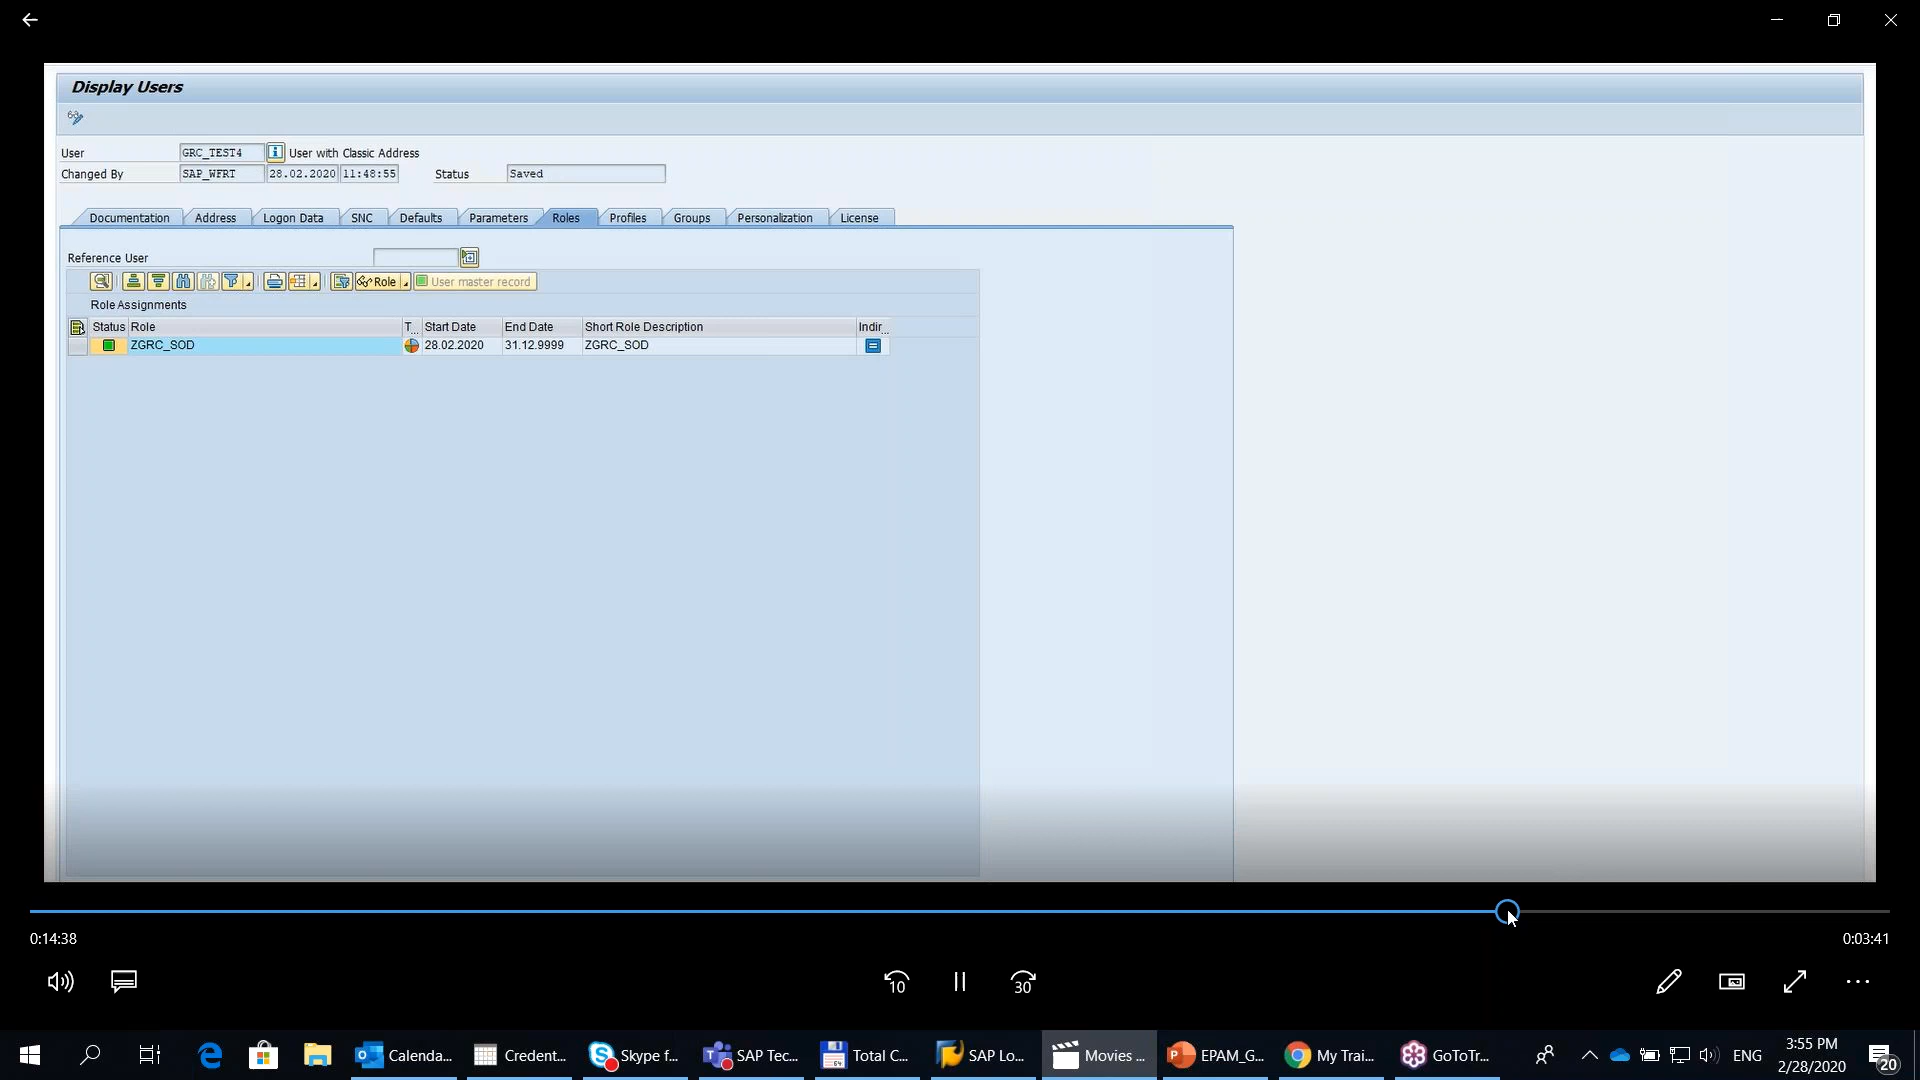 Display Users
User GRC_TEST4 User with Classic Address
Changed By SAP_WFRT 28.02.2020 11:48:55 Status Saved
Documentation Address Logon Data SNC Defaults Parameters Roles Profiles Groups Personalization License
Reference User
Role User master record
Role Assignments
Status Role T... Start Date End Date Short Role Description Indir...
ZGRC_SOD 28.02.2020 31.12.9999 ZGRC_SOD
0:14:38 0:03:41
10 30
Calenda... Credent... Skype f... SAP Tec... Total C... SAP Lo... Movies ... EPAM_G... My Trai... GoToTr... ENG 3:55 PM
2/28/2020 20